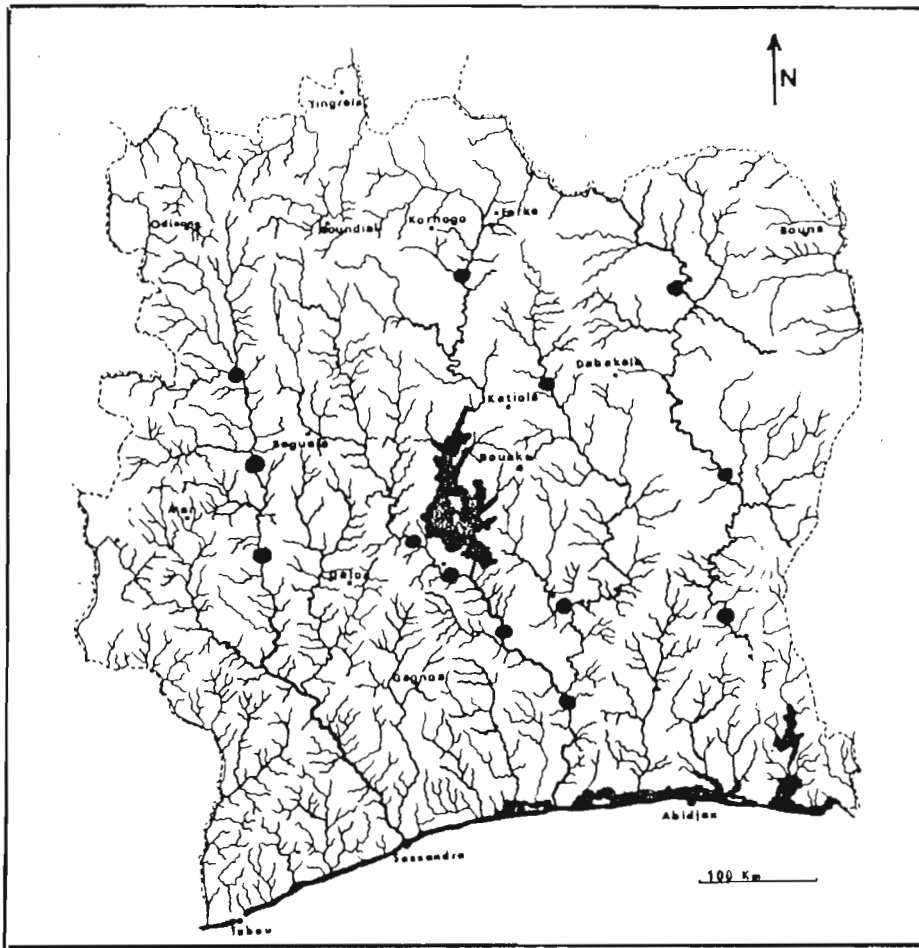 N
Tingrela
Odienne
Boundiali
Korhogo
Ferke
Bouna
Dabakala
Katiola
Seguela
Bouake
Man
Daloa
Gagnoa
Abidjan
Sassandra
100 Km
Tabou